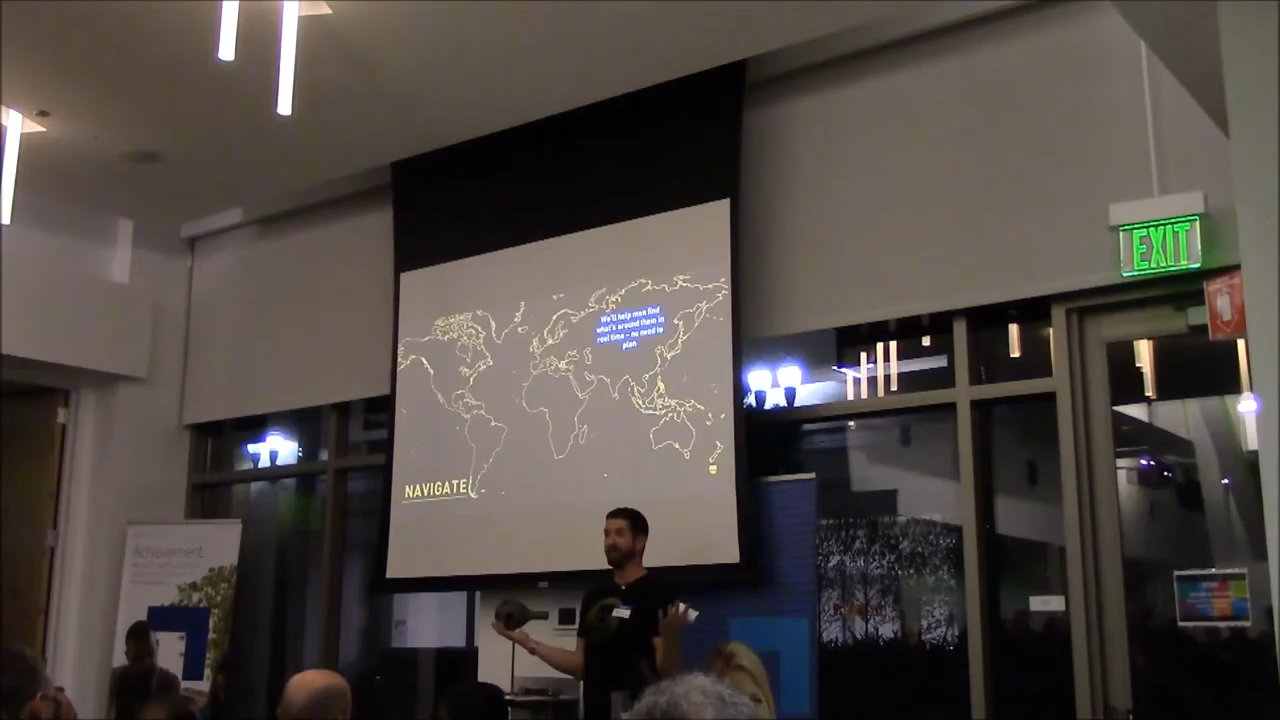 We'll help men find
what's around them in
real time – no need to
plan
NAVIGATE
EXIT
Achievement